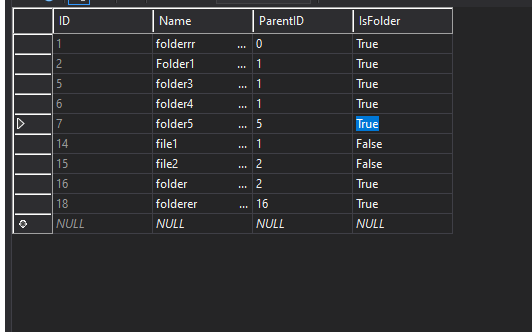 ID Name ParentID IsFolder
1 folderrr ... 0 True
2 Folder1 ... 1 True
5 folder3 ... 1 True
6 folder4 ... 1 True
7 folder5 ... 5 True
14 file1 ... 1 False
15 file2 ... 2 False
16 folder ... 2 True
18 folderer ... 16 True
NULL NULL NULL NULL